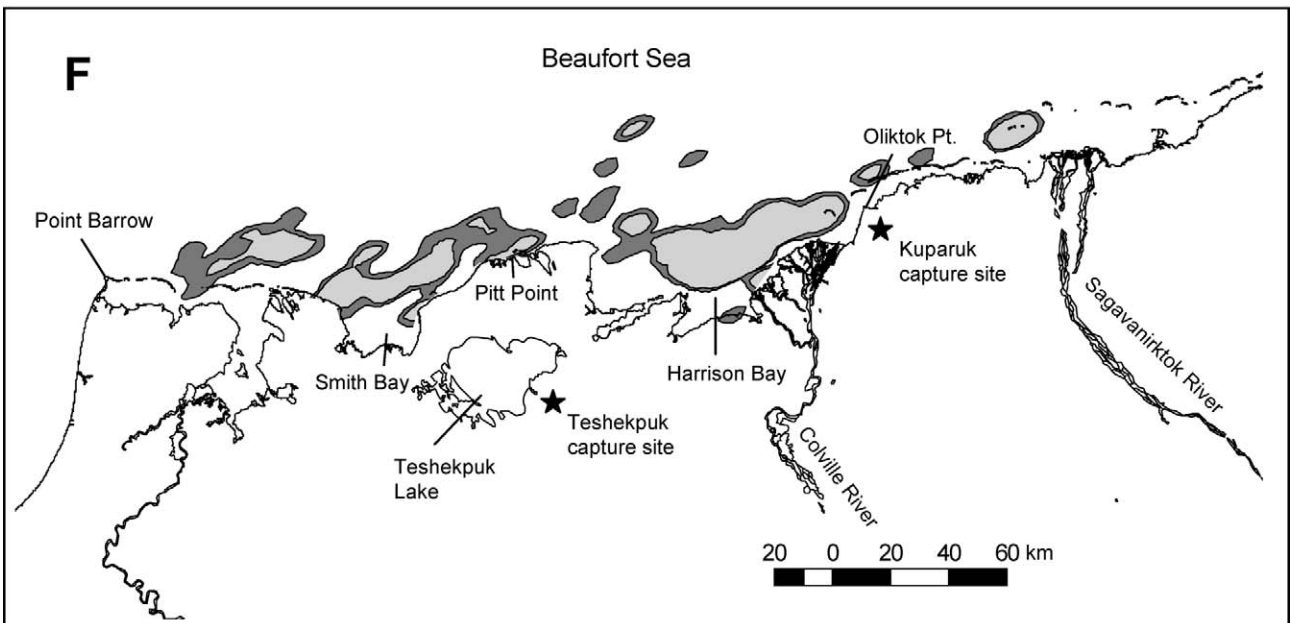 F
Beaufort Sea
Oliktok Pt.
Point Barrow
Kuparuk
capture site
Pitt Point
Smith Bay
Harrison Bay
Sagavanirktok River
Teshekpuk
capture site
Teshekpuk
Lake
Colville River
20 0 20 40 60 km